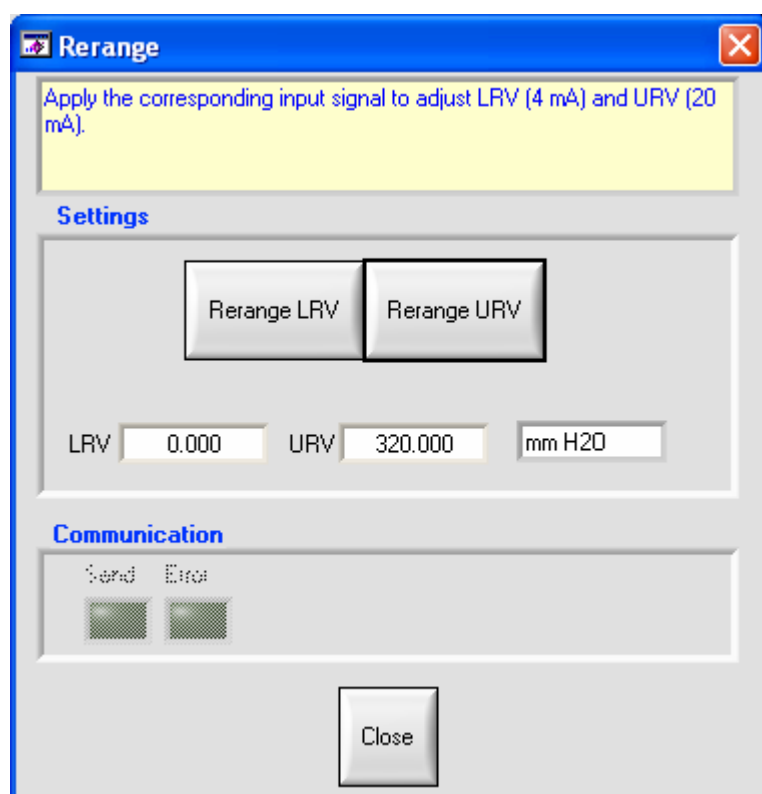 Rerange
Apply the corresponding input signal to adjust LRV (4 mA) and URV (20
mA).
Settings
Rerange LRV Rerange URV
LRV 0.000 URV 320.000 mm H2O
Communication
Send Error
Close